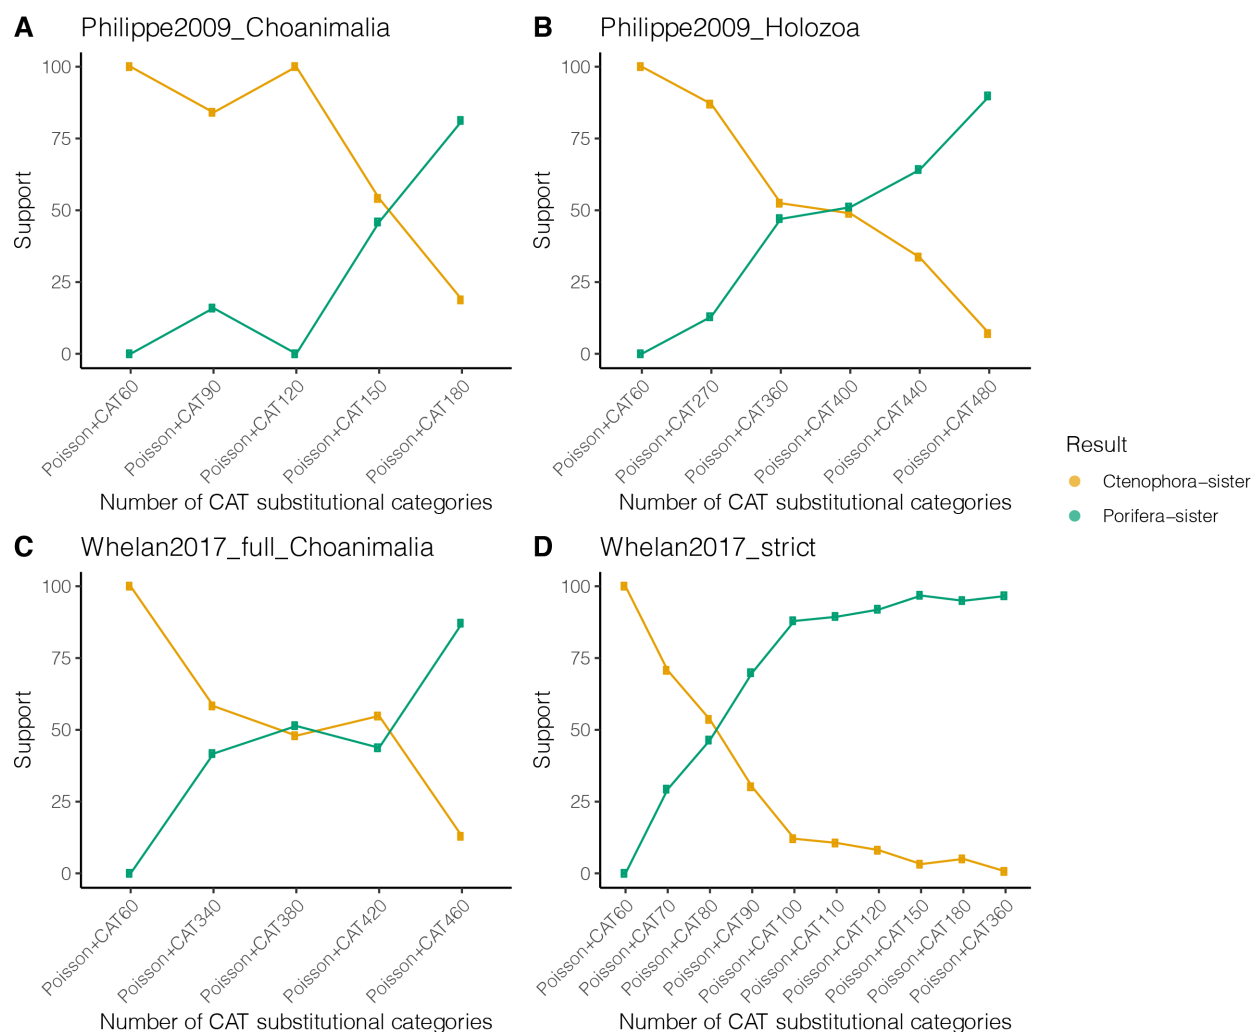 A Philippe2009_Choanimalia
Support
100
75
50
25
0
Poisson+CAT60
Poisson+CAT90
Poisson+CAT120
Poisson+CAT150
Poisson+CAT180
Number of CAT substitutional categories
B Philippe2009_Holozoa
Support
100
75
50
25
0
Poisson+CAT60
Poisson+CAT270
Poisson+CAT360
Poisson+CAT400
Poisson+CAT440
Poisson+CAT480
Number of CAT substitutional categories
Result
Ctenophora–sister
Porifera–sister
C Whelan2017_full_Choanimalia
Support
100
75
50
25
0
Poisson+CAT60
Poisson+CAT340
Poisson+CAT380
Poisson+CAT420
Poisson+CAT460
Number of CAT substitutional categories
D Whelan2017_strict
Support
100
75
50
25
0
Poisson+CAT60
Poisson+CAT70
Poisson+CAT80
Poisson+CAT90
Poisson+CAT100
Poisson+CAT110
Poisson+CAT120
Poisson+CAT150
Poisson+CAT180
Poisson+CAT360
Number of CAT substitutional categories